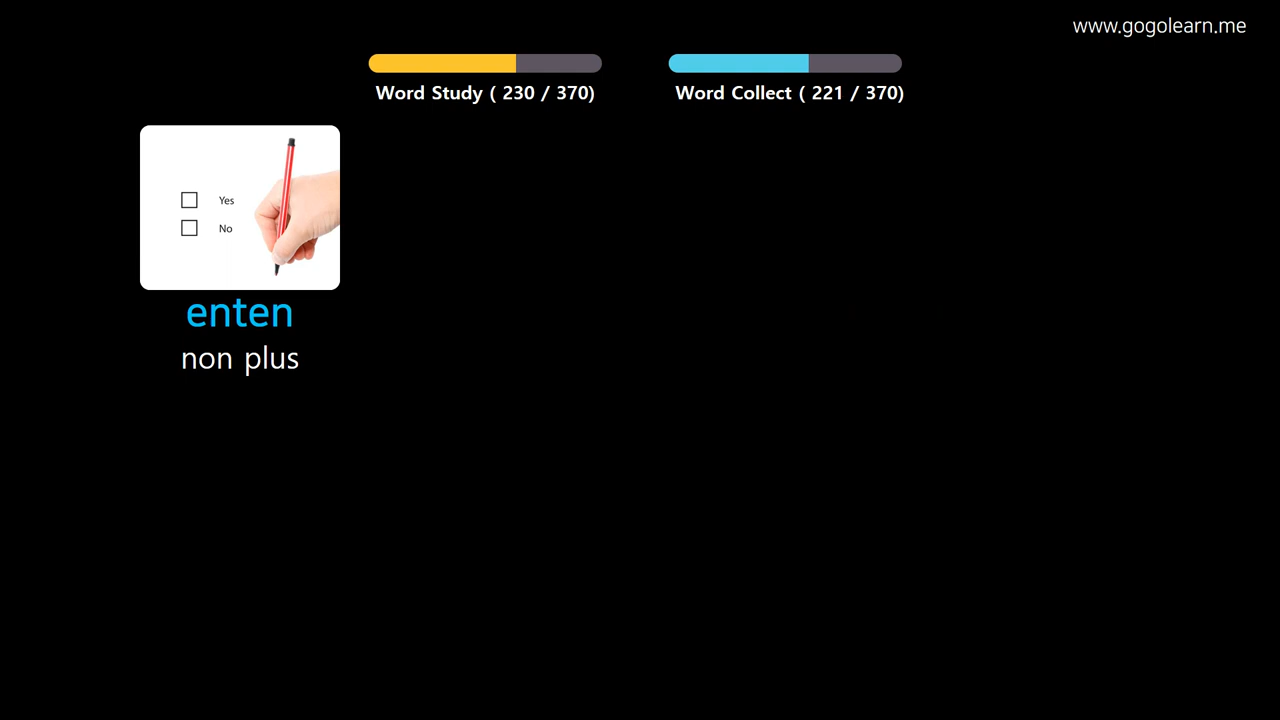 www.gogolearn.me
Word Study ( 230 / 370)
Word Collect ( 221 / 370)
Yes
No
enten
non plus